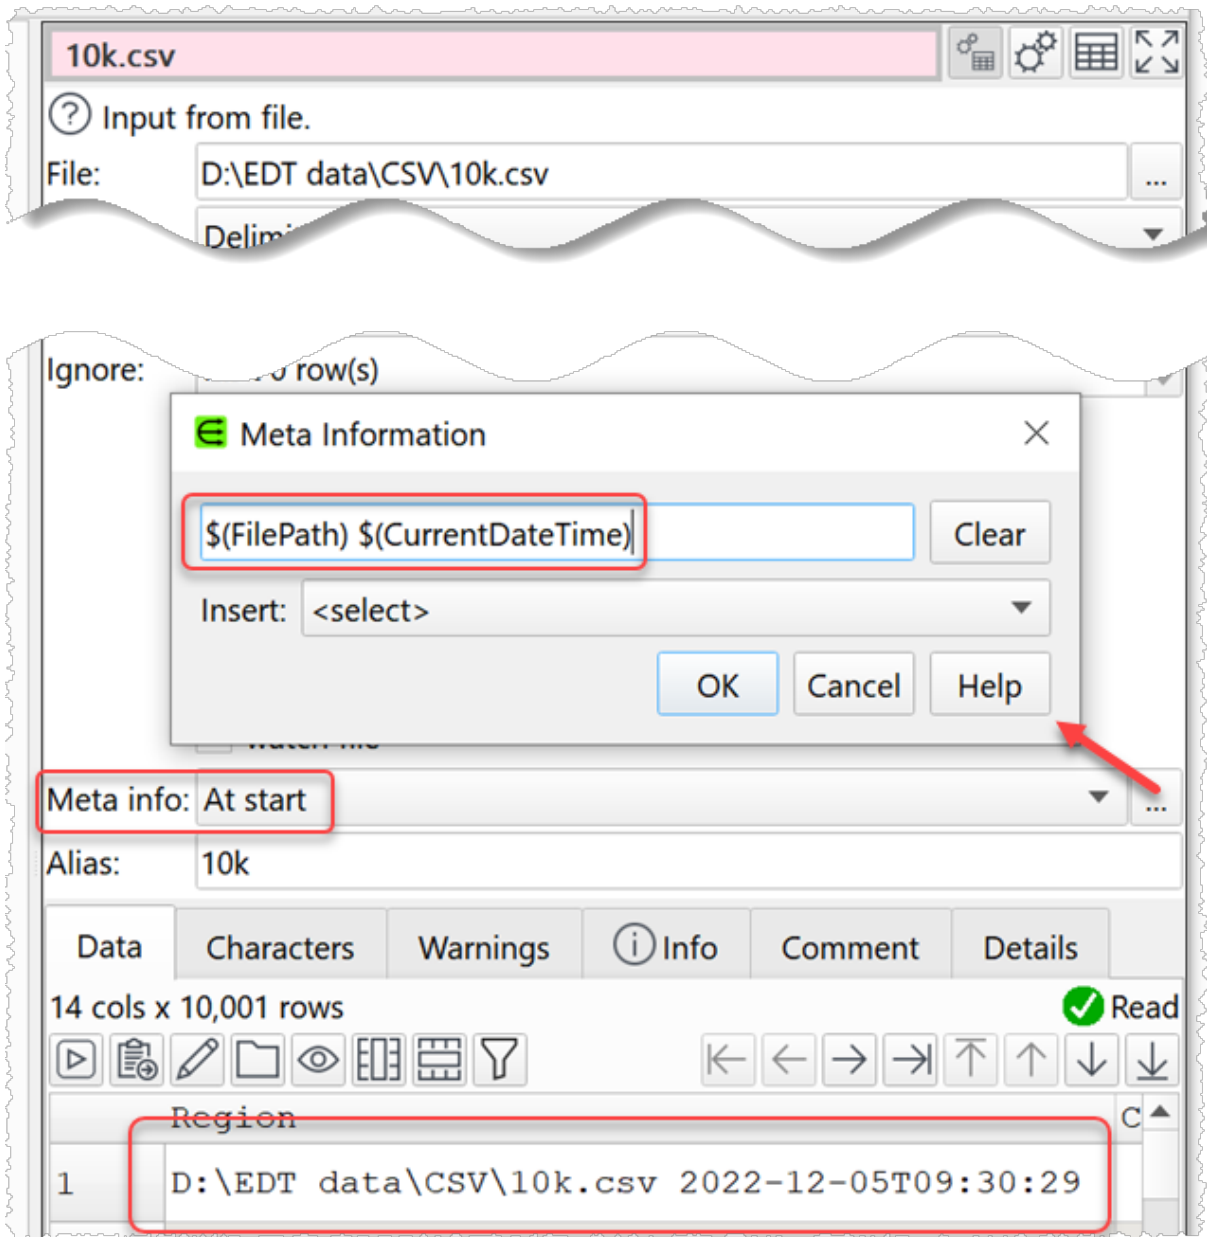 10k.csv
Input from file.
File: D:\EDT data\CSV\10k.csv ...
Ignore: row(s)
Meta Information
$(FilePath) $(CurrentDateTime) Clear
Insert: <select>
OK Cancel Help
Meta info: At start ...
Alias: 10k
Data Characters Warnings Info Comment Details
14 cols x 10,001 rows Read
Region C
1 D:\EDT data\CSV\10k.csv 2022-12-05T09:30:29